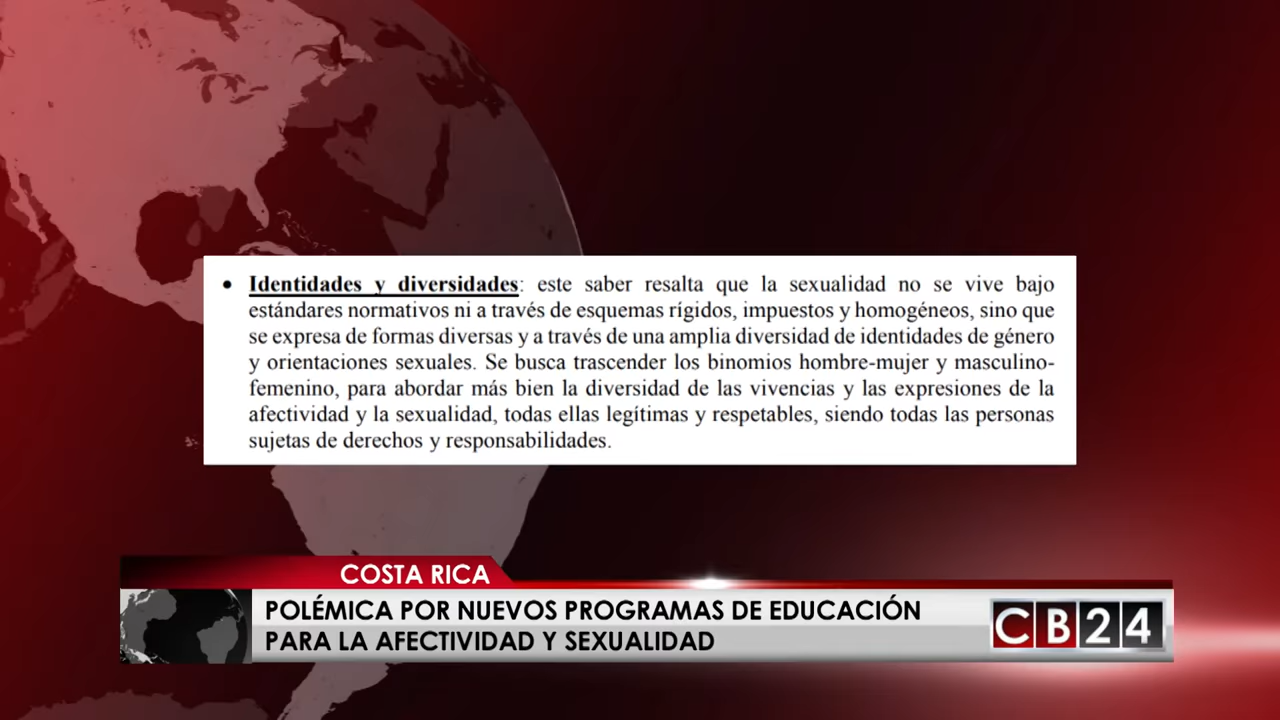 • Identidades y diversidades: este saber resalta que la sexualidad no se vive bajo
estándares normativos ni a través de esquemas rígidos, impuestos y homogéneos, sino que
se expresa de formas diversas y a través de una amplia diversidad de identidades de género
y orientaciones sexuales. Se busca trascender los binomios hombre-mujer y masculino-
femenino, para abordar más bien la diversidad de las vivencias y las expresiones de la
afectividad y la sexualidad, todas ellas legítimas y respetables, siendo todas las personas
sujetas de derechos y responsabilidades.
COSTA RICA
POLÉMICA POR NUEVOS PROGRAMAS DE EDUCACIÓN
PARA LA AFECTIVIDAD Y SEXUALIDAD
CB24